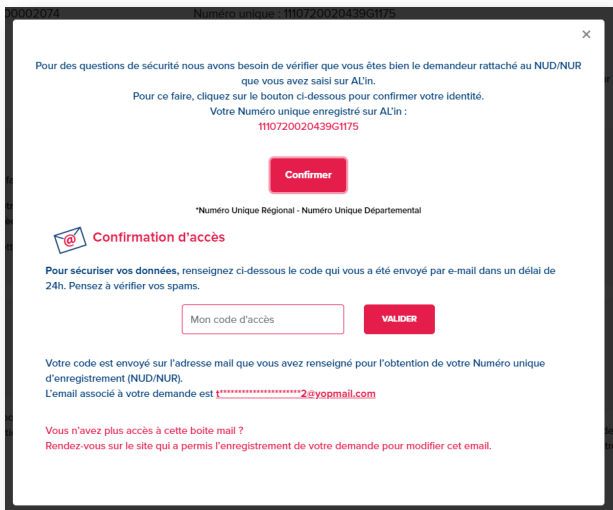 00002074 Numéro unique : 1110720020439G1175
×
Pour des questions de sécurité nous avons besoin de vérifier que vous êtes bien le demandeur rattaché au NUD/NUR
que vous avez saisi sur AL'in.
Pour ce faire, cliquez sur le bouton ci-dessous pour confirmer votre identité.
Votre Numéro unique enregistré sur AL'in :
1110720020439G1175
Confirmer
*Numéro Unique Régional - Numéro Unique Départemental
@ Confirmation d'accès
Pour sécuriser vos données, renseignez ci-dessous le code qui vous a été envoyé par e-mail dans un délai de
24h. Pensez à vérifier vos spams.
Mon code d'accès VALIDER
Votre code est envoyé sur l'adresse mail que vous avez renseigné pour l'obtention de votre Numéro unique
d'enregistrement (NUD/NUR).
L'email associé à votre demande est t*********************2@yopmail.com
Vous n'avez plus accès à cette boite mail ?
Rendez-vous sur le site qui a permis l'enregistrement de votre demande pour modifier cet email.